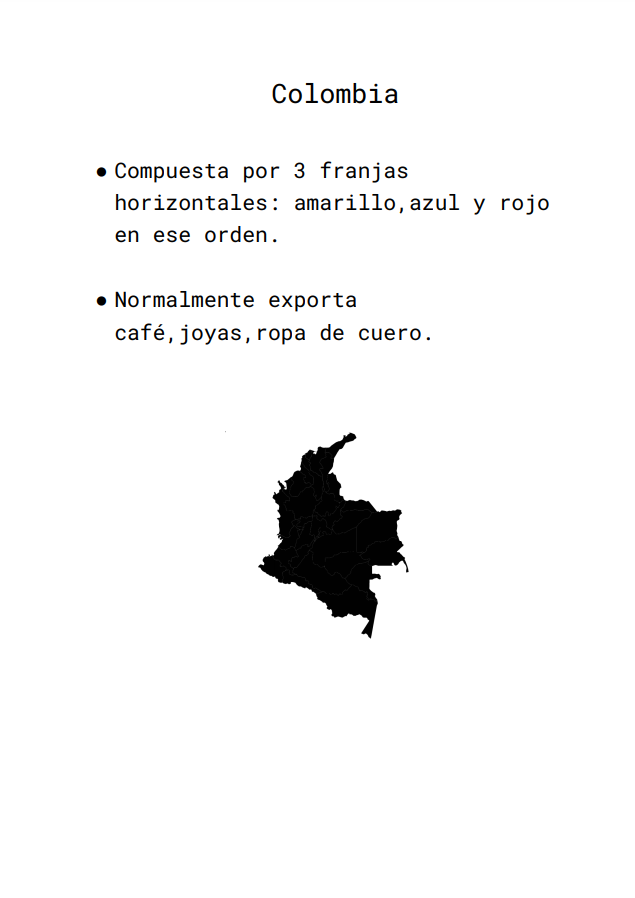 Colombia
● Compuesta por 3 franjas
horizontales: amarillo,azul y rojo
en ese orden.
● Normalmente exporta
café,joyas,ropa de cuero.